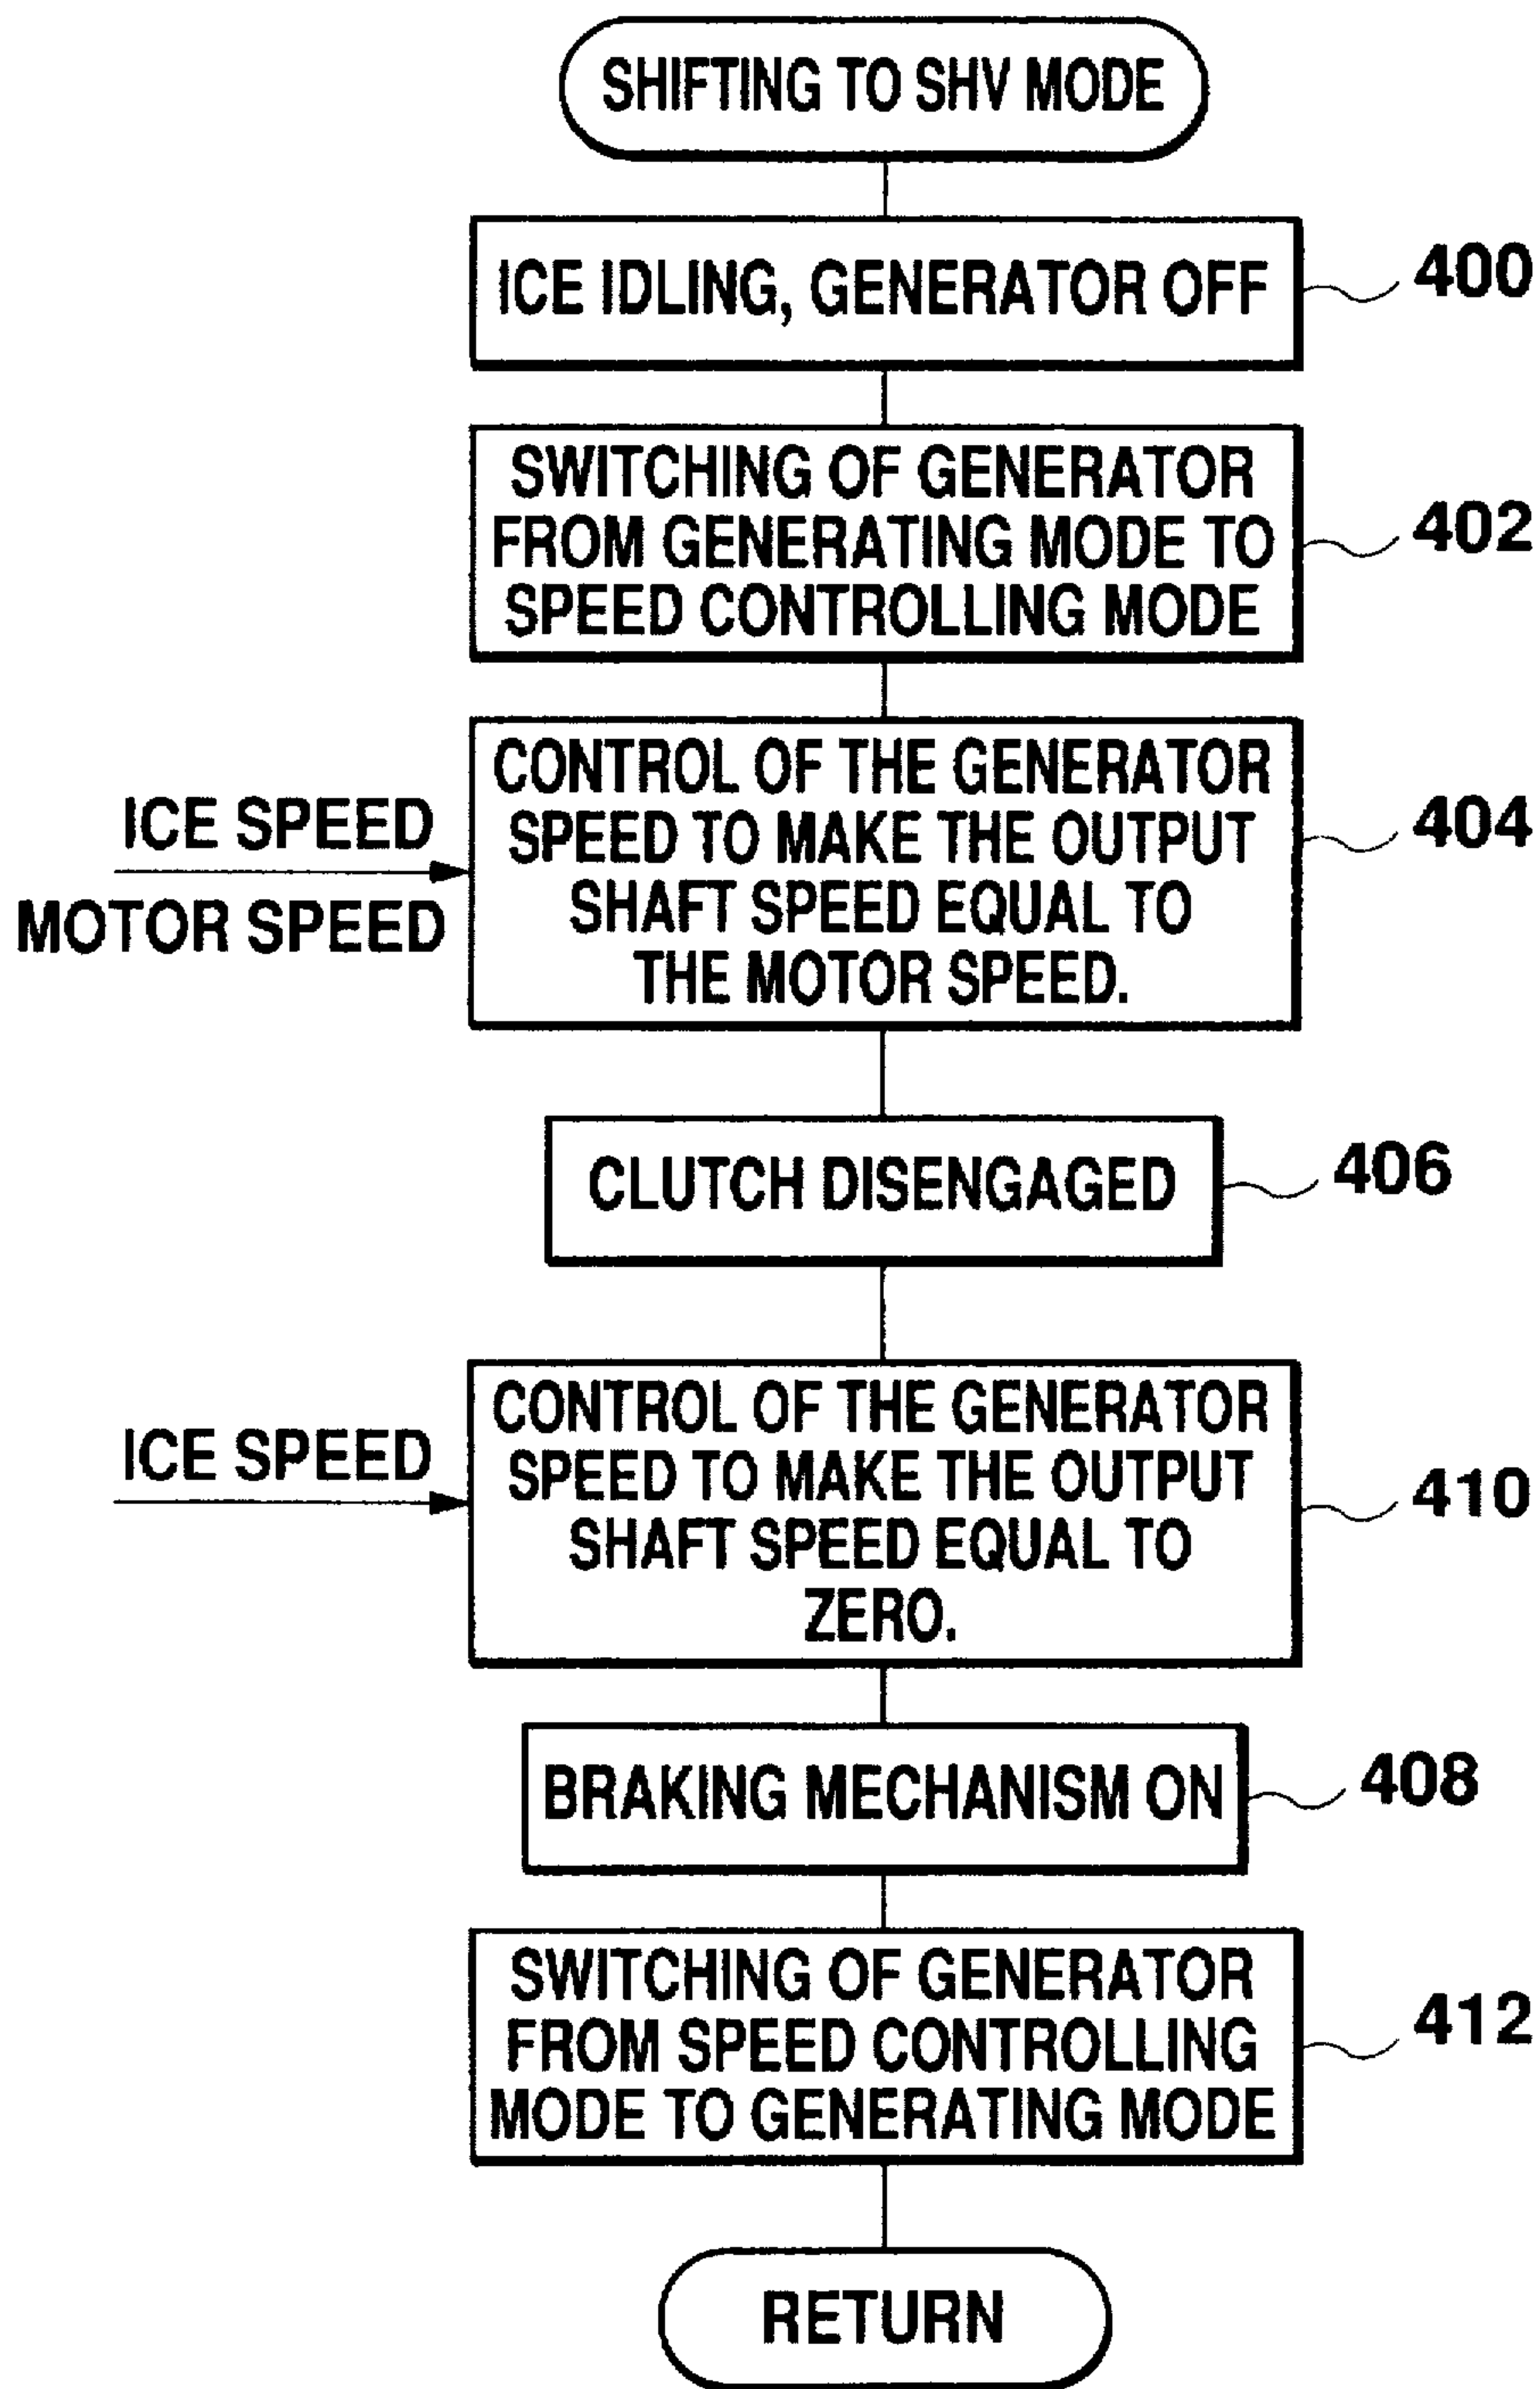 SHIFTING TO SHV MODE
ICE IDLING, GENERATOR OFF
400
SWITCHING OF GENERATOR
FROM GENERATING MODE TO
SPEED CONTROLLING MODE
402
ICE SPEED
MOTOR SPEED
CONTROL OF THE GENERATOR
SPEED TO MAKE THE OUTPUT
SHAFT SPEED EQUAL TO
THE MOTOR SPEED.
404
CLUTCH DISENGAGED
406
ICE SPEED
CONTROL OF THE GENERATOR
SPEED TO MAKE THE OUTPUT
SHAFT SPEED EQUAL TO
ZERO.
410
BRAKING MECHANISM ON
408
SWITCHING OF GENERATOR
FROM SPEED CONTROLLING
MODE TO GENERATING MODE
412
RETURN